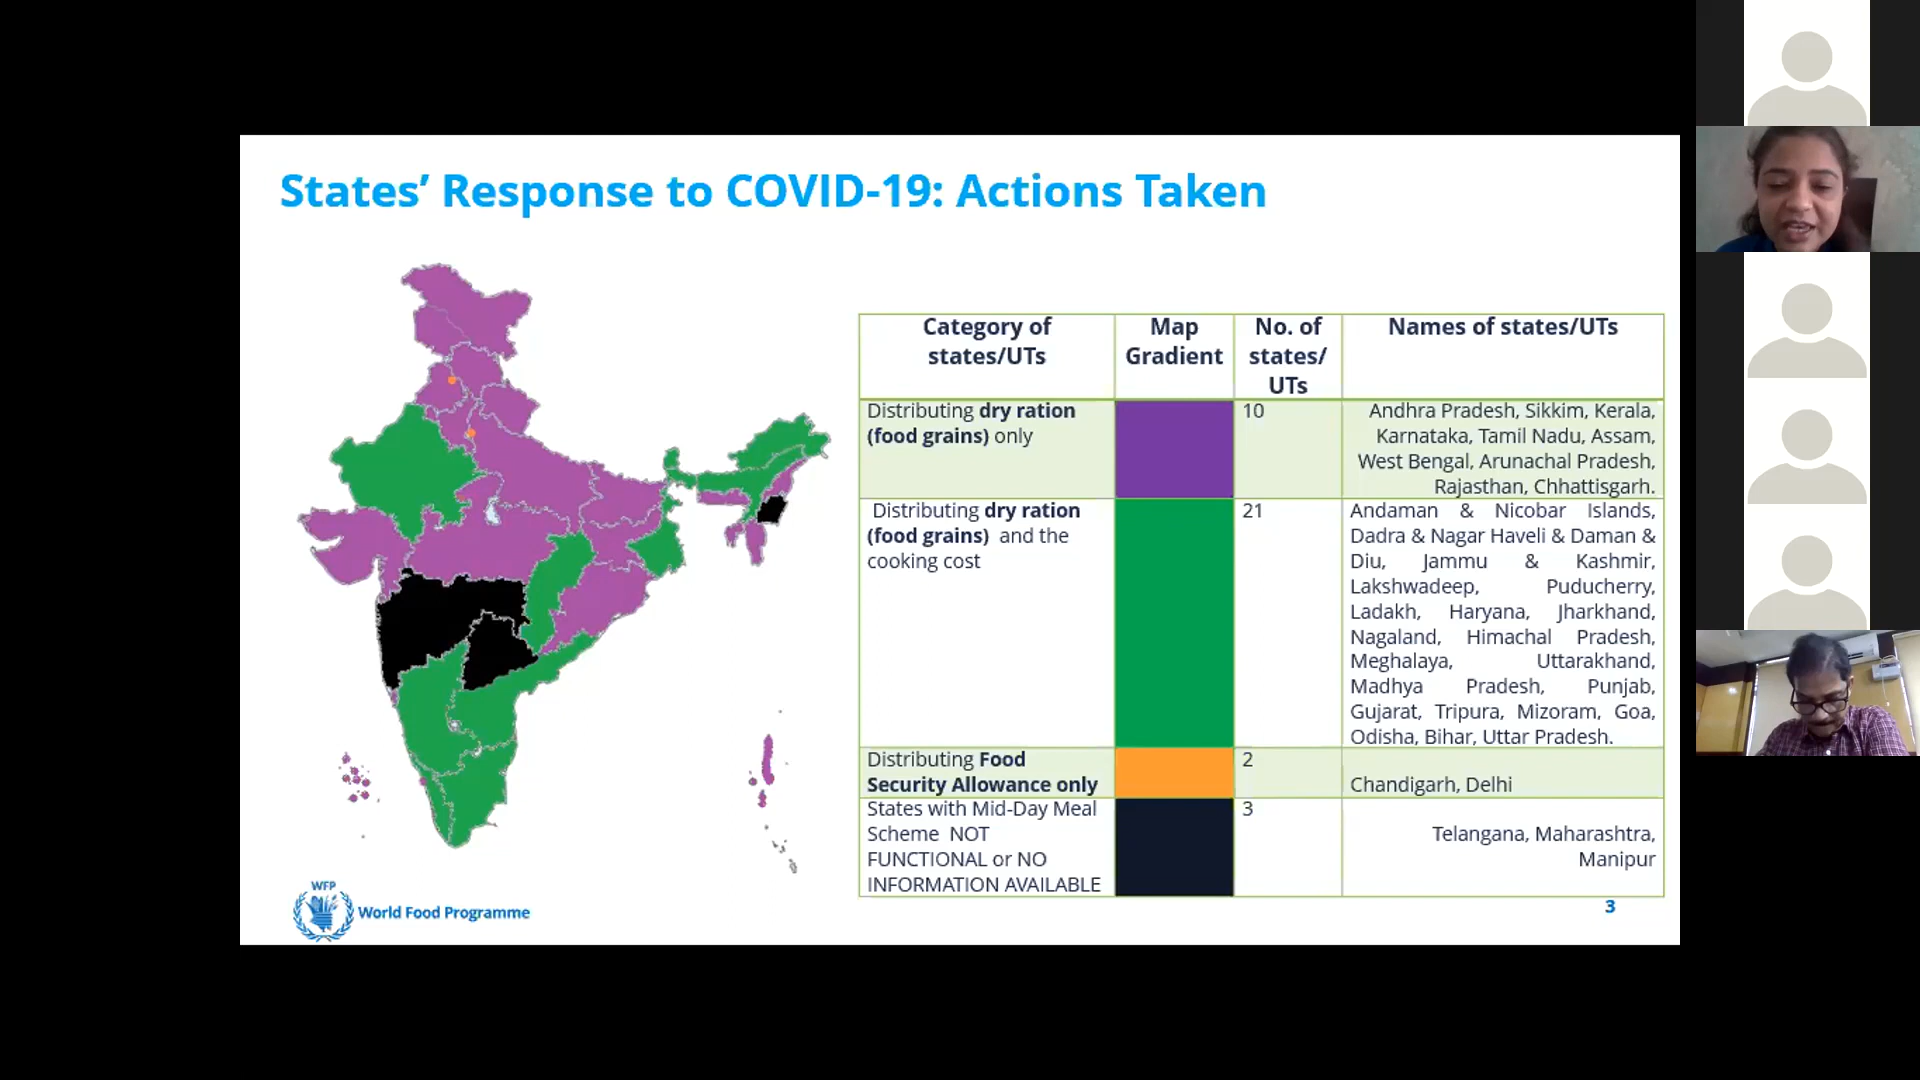 States’ Response to COVID-19: Actions Taken
Category of
states/UTs
Map
Gradient
No. of
states/
UTs
Names of states/UTs
Distributing dry ration
(food grains) only
10
Andhra Pradesh, Sikkim, Kerala,
Karnataka, Tamil Nadu, Assam,
West Bengal, Arunachal Pradesh,
Rajasthan, Chhattisgarh.
Distributing dry ration
(food grains) and the
cooking cost
21
Andaman & Nicobar Islands,
Dadra & Nagar Haveli & Daman &
Diu, Jammu & Kashmir,
Lakshwadeep, Puducherry,
Ladakh, Haryana, Jharkhand,
Nagaland, Himachal Pradesh,
Meghalaya, Uttarakhand,
Madhya Pradesh, Punjab,
Gujarat, Tripura, Mizoram, Goa,
Odisha, Bihar, Uttar Pradesh.
Distributing Food
Security Allowance only
2
Chandigarh, Delhi
States with Mid-Day Meal
Scheme NOT
FUNCTIONAL or NO
INFORMATION AVAILABLE
3
Telangana, Maharashtra,
Manipur
WFP
World Food Programme
3